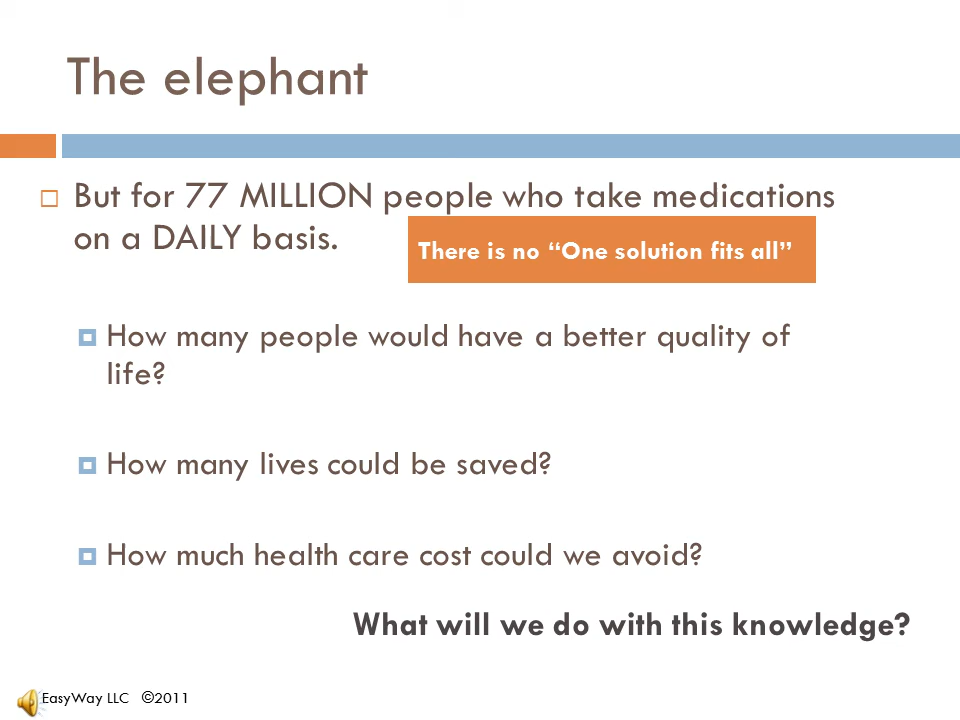 The elephant
But for 77 MILLION people who take medications
on a DAILY basis.
There is no “One solution fits all”
How many people would have a better quality of
life?
How many lives could be saved?
How much health care cost could we avoid?
What will we do with this knowledge?
EasyWay LLC ©2011